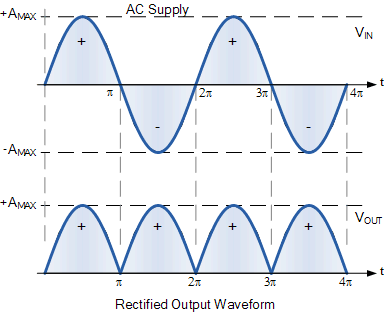 +AMAX
AC Supply
VIN
+
+
t
π
2π
3π
4π
-
-
-AMAX
+AMAX
VOUT
+
+
+
+
t
π
2π
3π
4π
Rectified Output Waveform